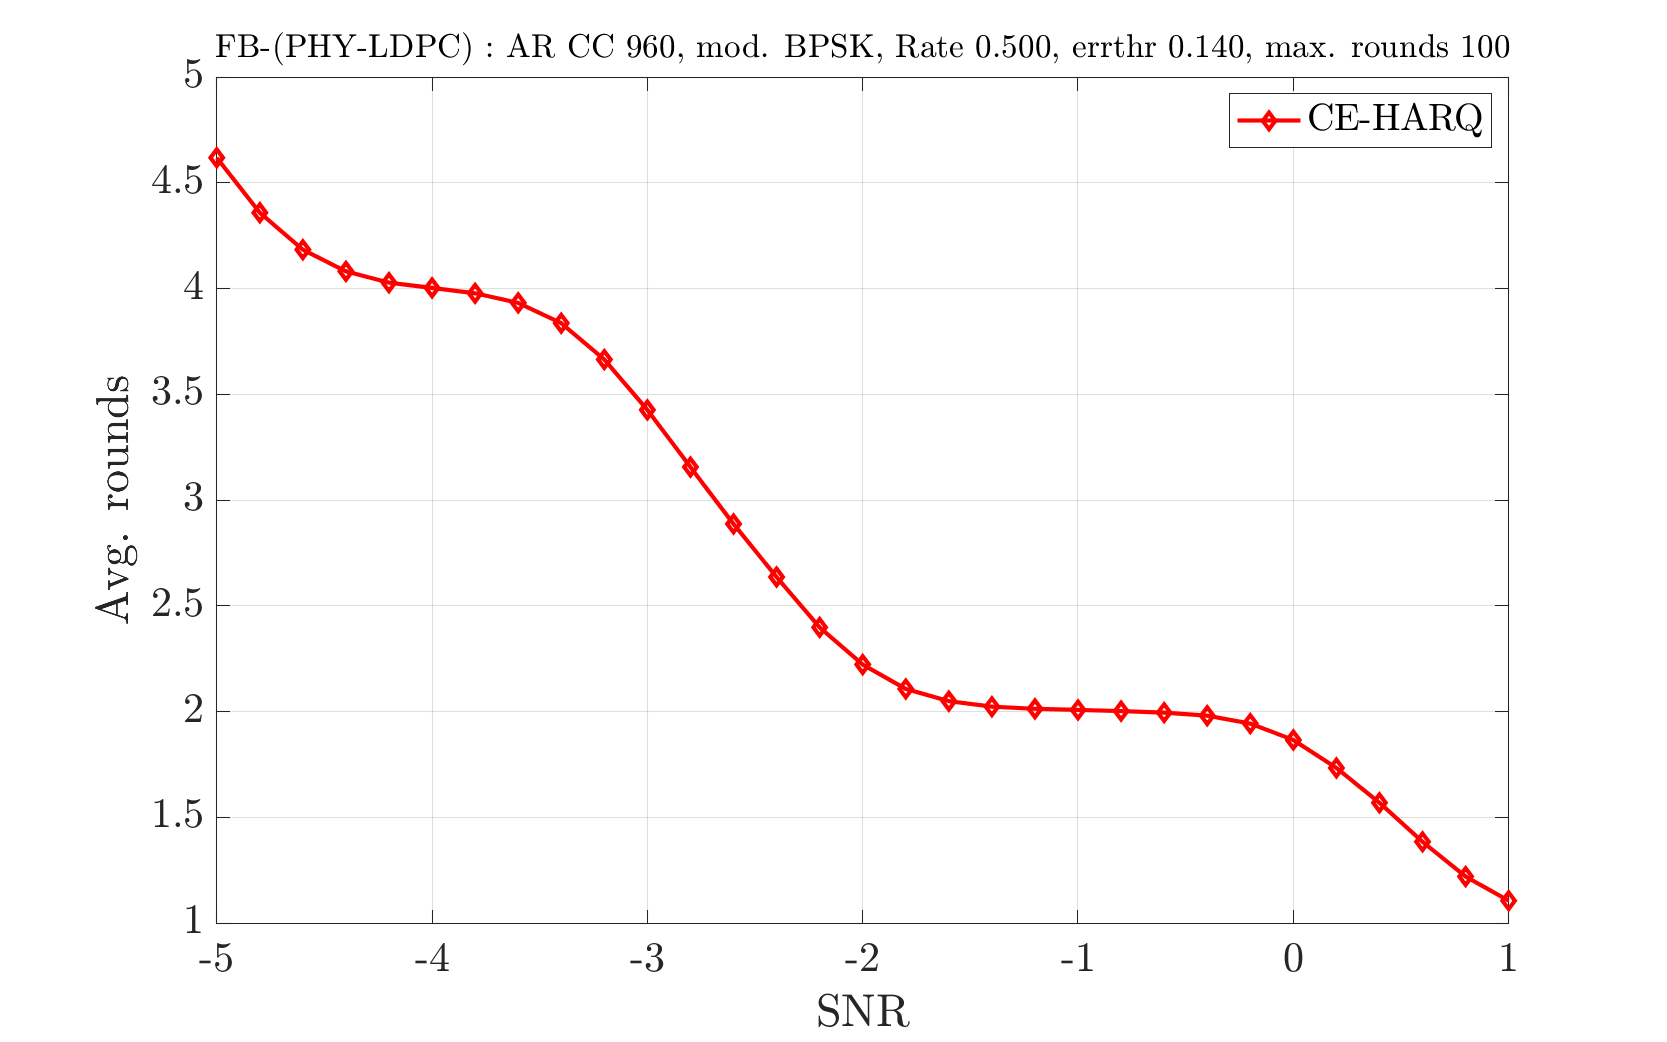 FB-(PHY-LDPC) : AR CC 960, mod. BPSK, Rate 0.500, errthr 0.140, max. rounds 100
CE-HARQ
Avg. rounds
5
4.5
4
3.5
3
2.5
2
1.5
1
-5 -4 -3 -2 -1 0 1
SNR